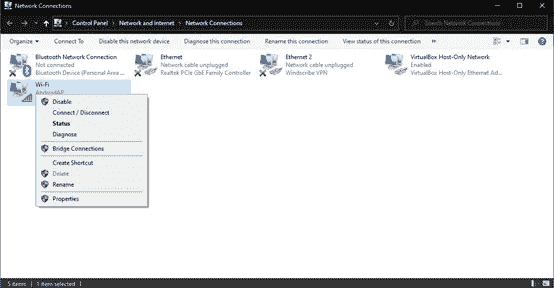 Network Connections
Control Panel > Network and Internet > Network Connections
Search Network Connections
Organize
Connect To
Disable this network device
Diagnose this connection
Rename this connection
View status of this connection
»
Bluetooth Network Connection
Not connected
Bluetooth Device (Personal Area ...
Ethernet
Network cable unplugged
Realtek PCIe GbE Family Controller
Ethernet 2
Network cable unplugged
Windscribe VPN
VirtualBox Host-Only Network
Enabled
VirtualBox Host-Only Ethernet Ad...
Wi-Fi
AndroidAP
Disable
Connect / Disconnect
Status
Diagnose
Bridge Connections
Create Shortcut
Delete
Rename
Properties
5 items
1 item selected